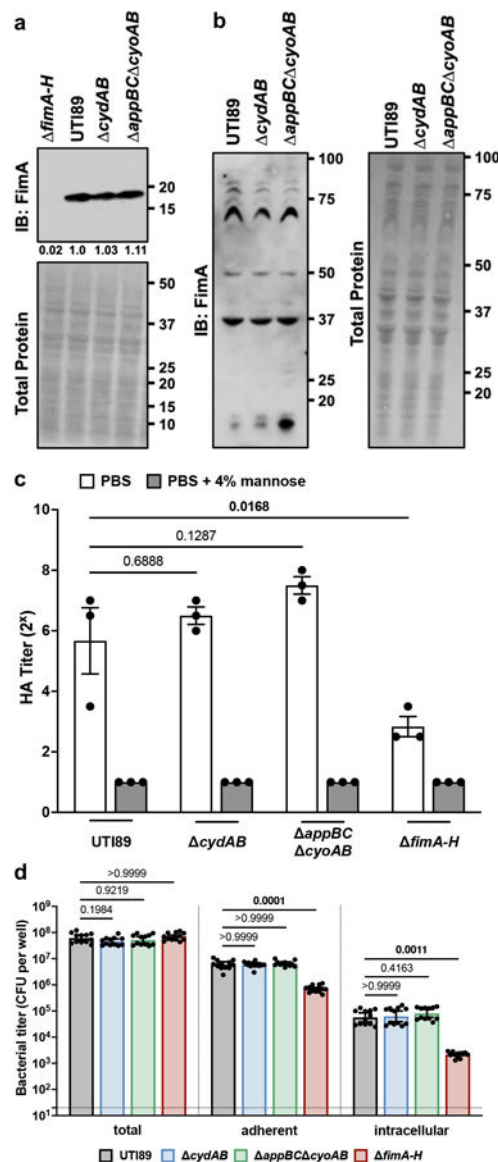 a
ΔfimA-H
UTI89
ΔcydAB
ΔappBCΔcyoAB
IB: FimA
20
15
0.02 1.0 1.03 1.11
Total Protein
50
37
25
20
15
10
b
UTI89
ΔcydAB
ΔappBCΔcyoAB
IB: FimA
100
75
50
37
25
20
UTI89
ΔcydAB
ΔappBCΔcyoAB
Total Protein
100
75
50
37
25
20
c
PBS PBS + 4% mannose
0.0168
0.1287
0.6888
HA Titer (2ˣ)
10
8
6
4
2
0
UTI89 ΔcydAB ΔappBC ΔfimA-H
ΔcyoAB
d
>0.9999
0.9219
0.1984
0.0001
>0.9999
>0.9999
0.0011
0.4163
>0.9999
Bacterial titer (CFU per well)
10⁹
10⁸
10⁷
10⁶
10⁵
10⁴
10³
10²
10¹
total adherent intracellular
UTI89 ΔcydAB ΔappBCΔcyoAB ΔfimA-H